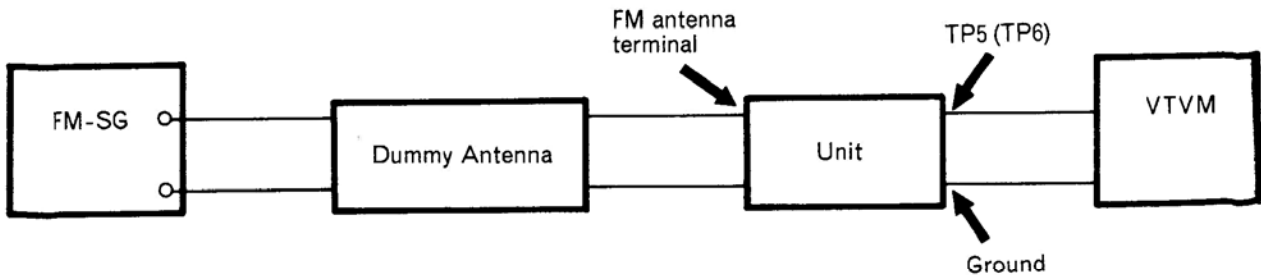 FM antenna
terminal
TP5 (TP6)
FM-SG
Dummy Antenna
Unit
VTVM
Ground